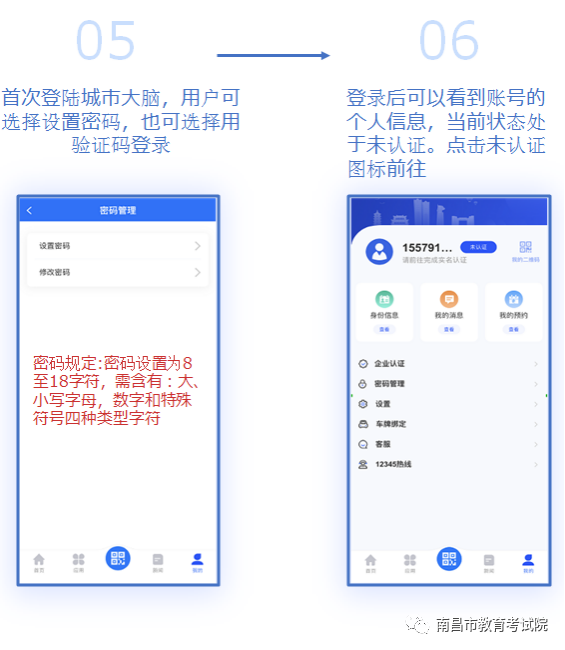 05
首次登陆城市大脑，用户可
选择设置密码，也可选择用
验证码登录
密码管理
设置密码
修改密码
密码规定:密码设置为8
至18字符，需含有：大、
小写字母，数字和特殊
符号四种类型字符
首页
应用
我的
06
登录后可以看到账号的
个人信息，当前状态处
于未认证。点击未认证
图标前往
155791... 未认证
请前往完成实名认证
我的二维码
身份信息
查看
我的消息
查看
我的预约
查看
企业认证
密码管理
设置
车牌绑定
客服
12345热线
首页
应用
我的
南昌市教育考试院